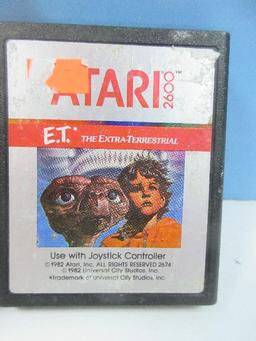 ATARI 2600™
E.T.* THE EXTRA-TERRESTRIAL
Use with Joystick Controller
©1982 Atari, Inc. ALL RIGHTS RESERVED 2674
©1982 Universal City Studios, Inc.
*Trademark of Universal City Studios, Inc.